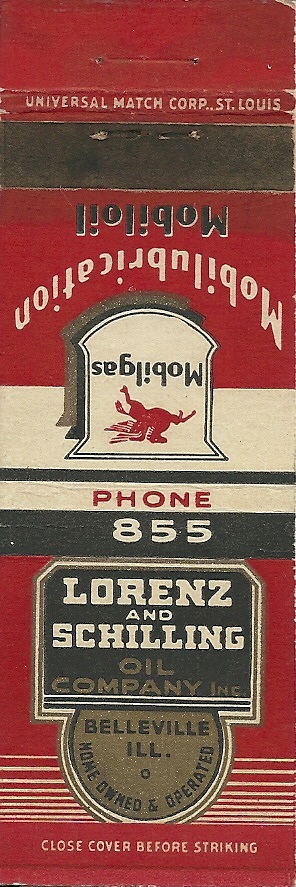 UNIVERSAL MATCH CORP., ST. LOUIS
Mobiloil
Mobilubrication
Mobilgas
PHONE
855
LORENZ
AND
SCHILLING
OIL
COMPANY INC.
BELLEVILLE
ILL.
HOME OWNED & OPERATED
CLOSE COVER BEFORE STRIKING